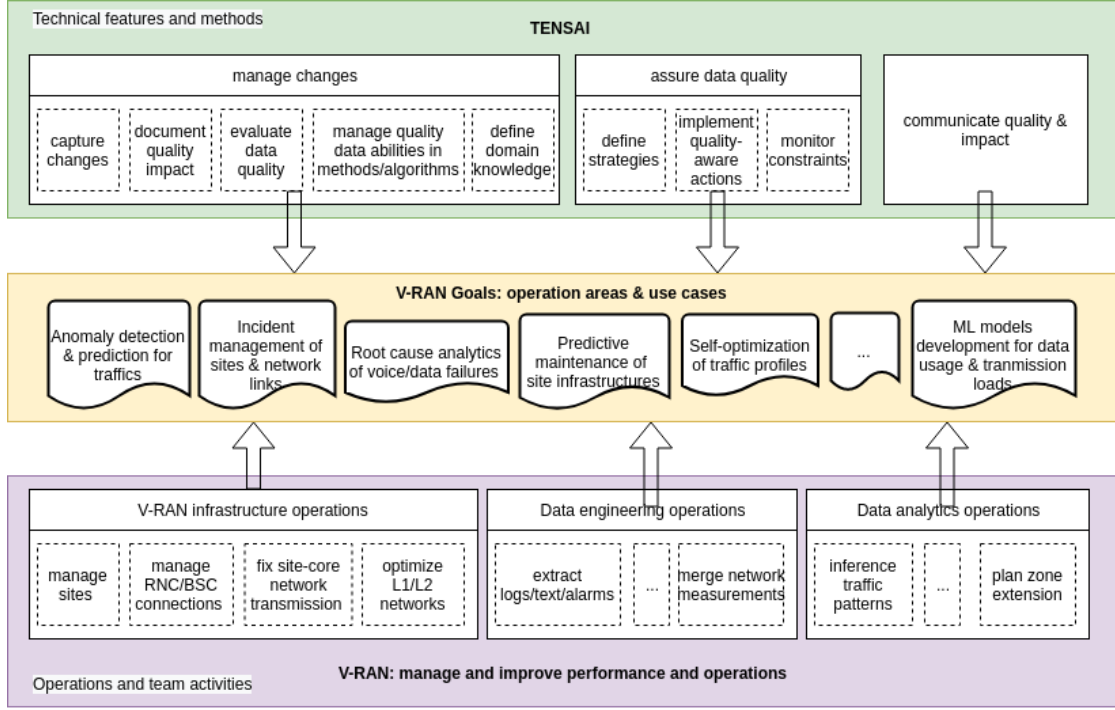 Technical features and methods
TENSAI
manage changes
assure data quality
communicate quality &
impact
capture
changes
document
quality
impact
evaluate
data
quality
manage quality
data abilities in
methods/algorithms
define
domain
knowledge
define
strategies
implement
quality-
aware
actions
monitor
constraints
V-RAN Goals: operation areas & use cases
Anomaly detection
& prediction for
traffics
Incident
management of
sites & network
links
Root cause analytics
of voice/data failures
Predictive
maintenance of
site infrastructures
Self-optimization
of traffic profiles
...
ML models
development for data
usage & tranmission
loads
V-RAN infrastructure operations
Data engineering operations
Data analytics operations
manage
sites
manage
RNC/BSC
connections
fix site-core
network
transmission
optimize
L1/L2
networks
extract
logs/text/alarms
...
merge network
measurements
inference
traffic
patterns
...
plan zone
extension
V-RAN: manage and improve performance and operations
Operations and team activities